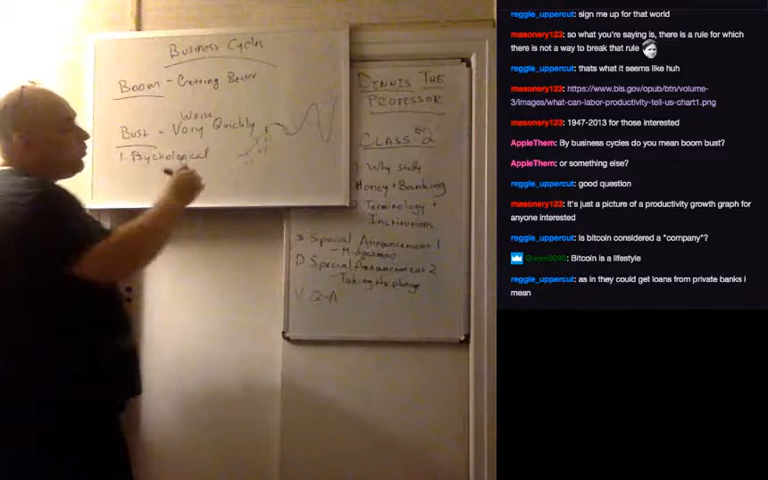 Business Cycles
Boom - Getting Better
Worse
Bust - Very Quickly
1. Psychological
DENNIS THE
PROFESSOR
CLASS #2
1. Why study
Money + Banking
2. Terminology +
Institutions
3 Special Announcement 1
D Special Announcement 2
- Taking the plunge
V Q-A
reggie_uppercut: sign me up for that world
masonery123: so what you're saying is, there is a rule for which
there is not a way to break that rule
reggie_uppercut: thats what it seems like huh
masonery123: https://www.bls.gov/opub/btn/volume-
3/images/what-can-labor-productivity-tell-us-chart1.png
masonery123: 1947-2013 for those interested
AppleThem: By business cycles do you mean boom bust?
AppleThem: or something else?
reggie_uppercut: good question
masonery123: It's just a picture of a productivity growth graph for
anyone interested
reggie_uppercut: is bitcoin considered a "company"?
Bitcoin is a lifestyle
reggie_uppercut: as in they could get loans from private banks i
mean